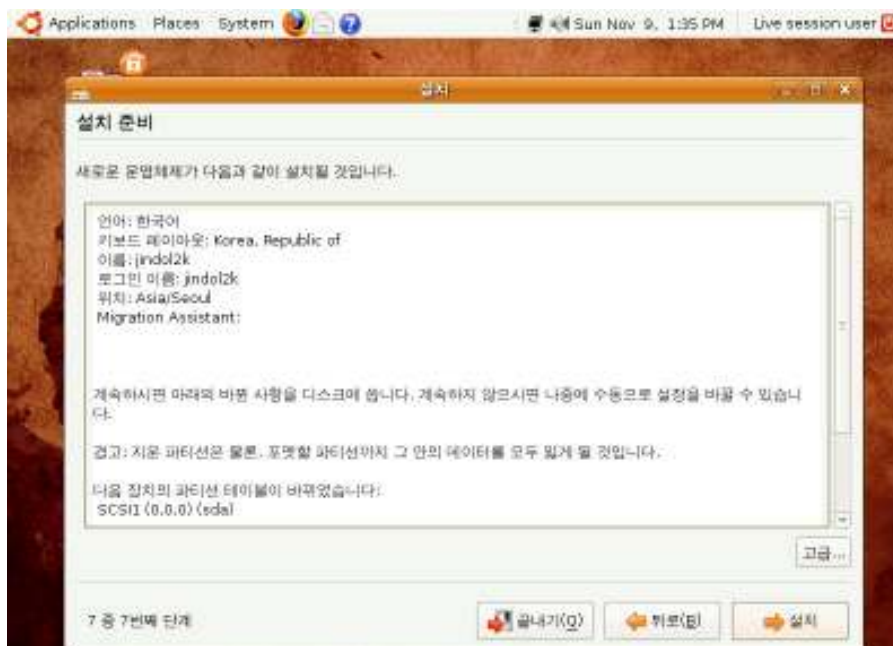 Applications Places System Sun Nov 9, 1:35 PM Live session user
설치
설치 준비
새로운 운영체제가 다음과 같이 설치될 것입니다.
언어: 한국어
키보드 레이아웃: Korea, Republic of
이름: jindol2k
로그인 이름: jindol2k
위치: Asia/Seoul
Migration Assistant:
계속하시면 아래의 바뀐 사항을 디스크에 씁니다. 계속하지 않으시면 나중에 수동으로 설정을 바꿀 수 있습니
다.
경고: 지운 파티션은 물론, 포맷할 파티션까지 그 안의 데이터를 모두 잃게 될 것입니다.
다음 장치의 파티션 테이블이 바뀌었습니다:
SCSI1 (0,0,0) (sda)
고급...
7 중 7번째 단계
끝내기(Q) 뒤로(B) 설치